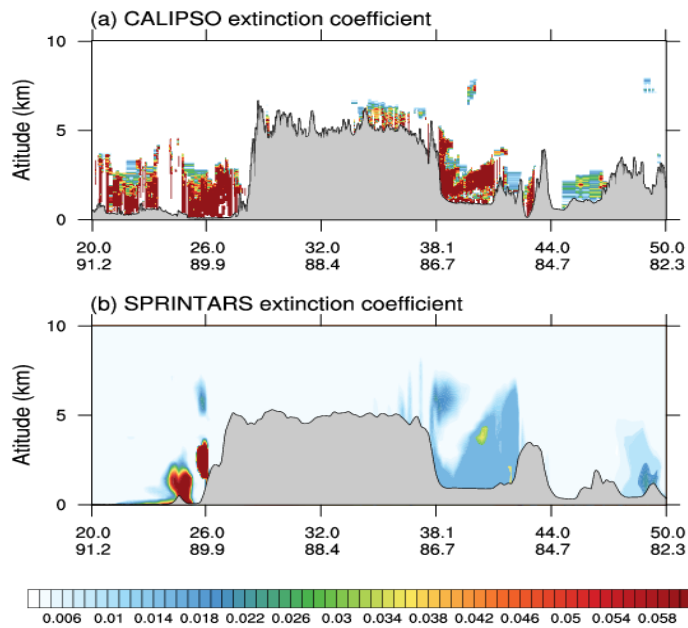 (a) CALIPSO extinction coefficient
10
5
0
Atitude (km)
20.0 26.0 32.0 38.1 44.0 50.0
91.2 89.9 88.4 86.7 84.7 82.3
(b) SPRINTARS extinction coefficient
10
5
0
Atitude (km)
20.0 26.0 32.0 38.1 44.0 50.0
91.2 89.9 88.4 86.7 84.7 82.3
0.006 0.01 0.014 0.018 0.022 0.026 0.03 0.034 0.038 0.042 0.046 0.05 0.054 0.058